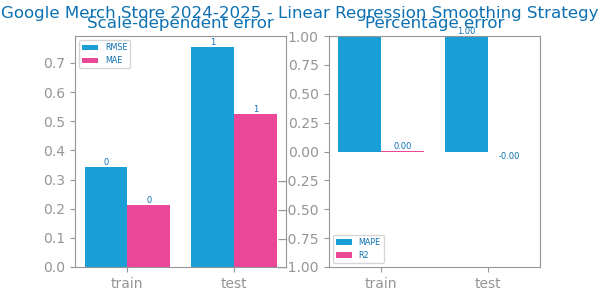 Google Merch Store 2024-2025 - Linear Regression Smoothing Strategy
Scale-dependent error
RMSE
MAE
0.7
0.6
0.5
0.4
0.3
0.2
0.1
0.0
0
0
1
1
train
test
Percentage error
1.00
0.75
0.50
0.25
0.00
0.25
0.50
0.75
1.00
0.00
1.00
-0.00
MAPE
R2
train
test